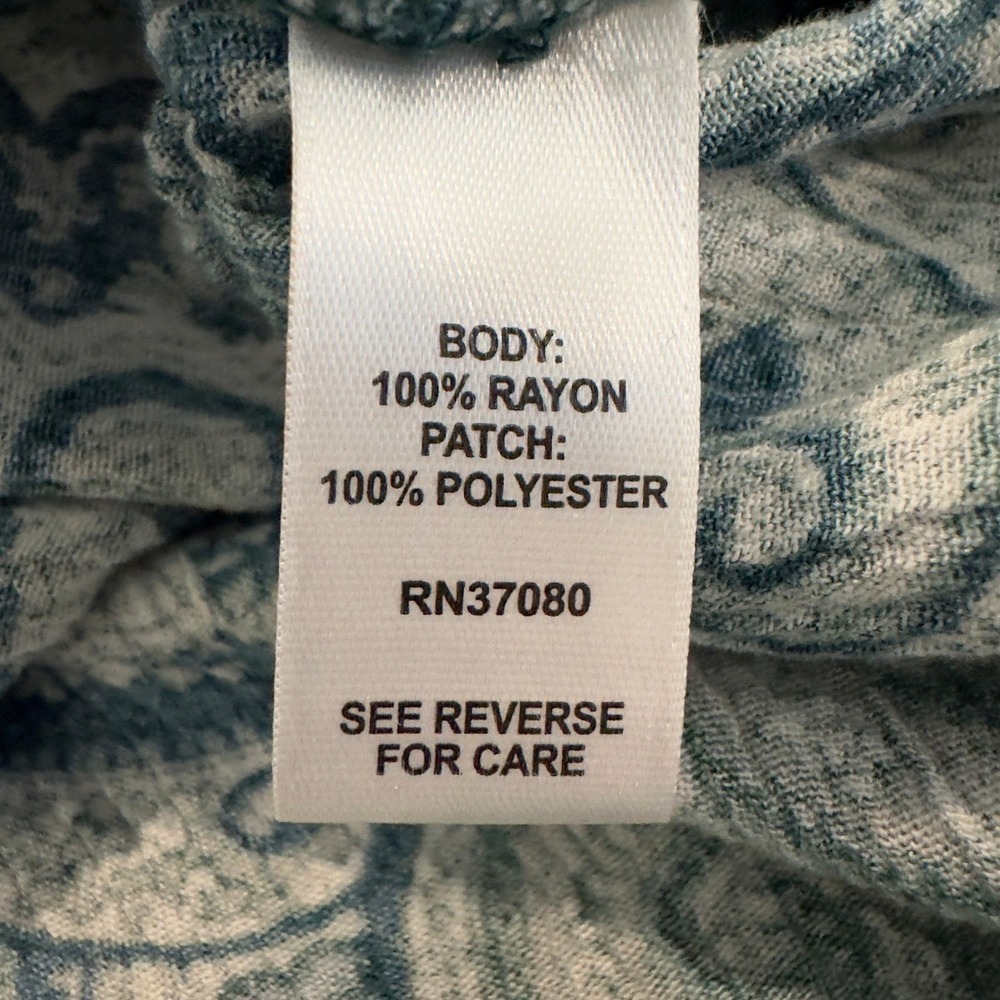 BODY:
100% RAYON
PATCH:
100% POLYESTER
RN37080
SEE REVERSE
FOR CARE